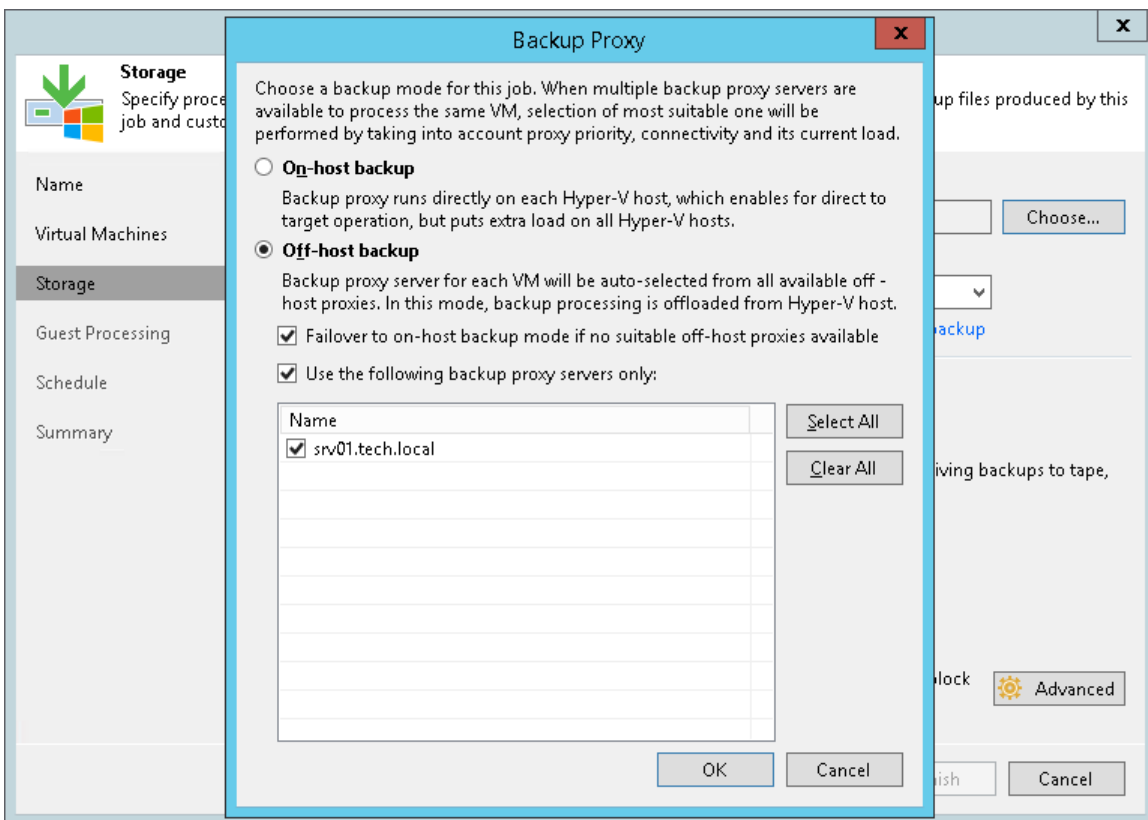 x
Backup Proxy
x
Storage
Specify proce
job and custo
up files produced by this
Choose a backup mode for this job. When multiple backup proxy servers are
available to process the same VM, selection of most suitable one will be
performed by taking into account proxy priority, connectivity and its current load.
On-host backup
Backup proxy runs directly on each Hyper-V host, which enables for direct to
target operation, but puts extra load on all Hyper-V hosts.
Off-host backup
Backup proxy server for each VM will be auto-selected from all available off -
host proxies. In this mode, backup processing is offloaded from Hyper-V host.
Failover to on-host backup mode if no suitable off-host proxies available
Use the following backup proxy servers only:
Name
srv01.tech.local
Select All
Clear All
OK
Cancel
Name
Virtual Machines
Storage
Guest Processing
Schedule
Summary
Choose...
backup
iving backups to tape,
lock
Advanced
ish
Cancel